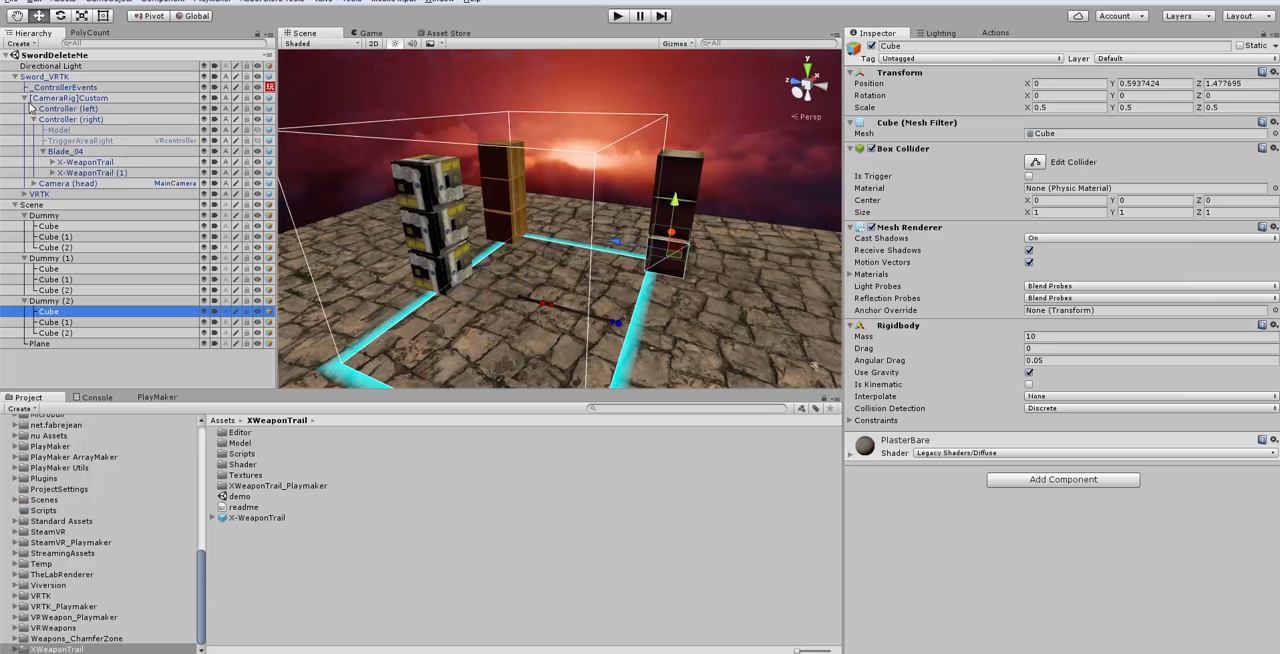 Pivot Global Account Layers Layout
Hierarchy PolyCount Scene Game Asset Store Inspector Lighting Actions
Create All Shaded 2D Gizmos All Cube Static
SwordDeleteMe Tag Untagged Layer Default
Directional Light
Sword_VRTK Transform
_ControllerEvents Position X 0 Y 0.5937424 Z 1.477695
[CameraRig]Custom Rotation X 0 Y 0 Z 0
Controller (left) Scale X 0.5 Y 0.5 Z 0.5
Controller (right) Persp Cube (Mesh Filter)
Model Mesh Cube
TriggerAreaRight VRcontroller
Blade_04 Box Collider
X-WeaponTrail Edit Collider
X-WeaponTrail (1) Is Trigger
Camera (head) MainCamera Material None (Physic Material)
VRTK Center X 0 Y 0 Z 0
Scene Size X 1 Y 1 Z 1
Dummy Mesh Renderer
Cube Cast Shadows On
Cube (1) Receive Shadows
Cube (2) Motion Vectors
Dummy (1) Materials
Cube Light Probes Blend Probes
Cube (1) Reflection Probes Blend Probes
Cube (2) Anchor Override None (Transform)
Dummy (2) Rigidbody
Cube Mass 10
Cube (1) Drag 0
Cube (2) Angular Drag 0.05
Plane Use Gravity
Is Kinematic
Interpolate None
Project Console PlayMaker Collision Detection Discrete
Create Constraints
Assets XWeaponTrail
net.fabrejean Editor PlasterBare
nu Assets Model Shader Legacy Shaders/Diffuse
PlayMaker Scripts
PlayMaker ArrayMaker Shader
PlayMaker Utils Textures Add Component
Plugins XWeaponTrail_Playmaker
ProjectSettings demo
Scenes readme
Scripts X-WeaponTrail
Standard Assets
SteamVR
SteamVR_Playmaker
StreamingAssets
Temp
TheLabRenderer
Viversion
VRTK
VRTK_Playmaker
VRWeapon_Playmaker
VRWeapons
Weapons_ChamferZone
XWeaponTrail